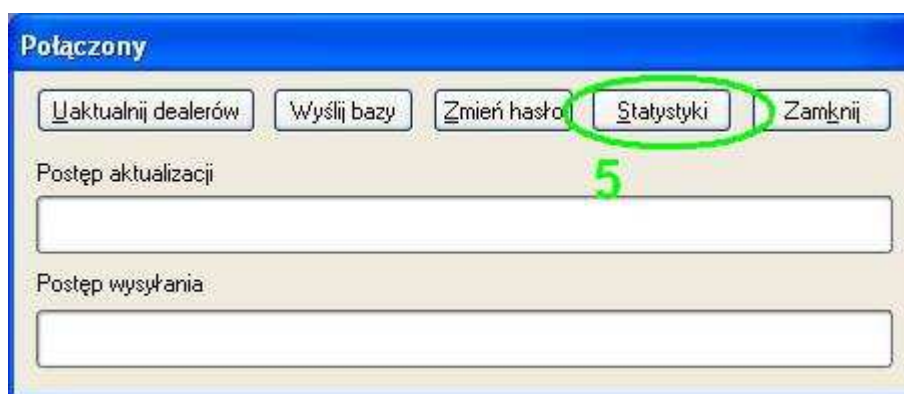 Połączony
Uaktualnij dealerów Wyślij bazy Zmień hasło Statystyki Zamknij
5
Postęp aktualizacji
Postęp wysyłania